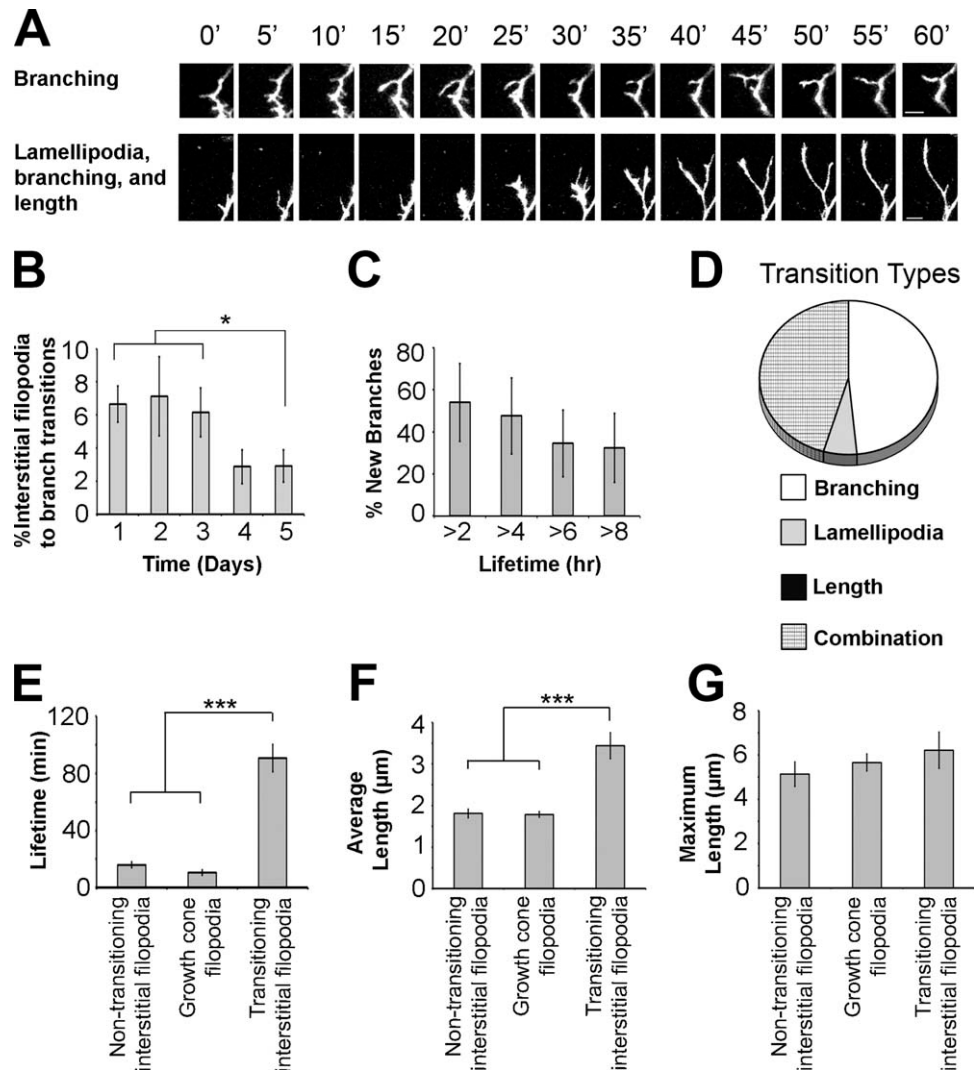 A
0’ 5’ 10’ 15’ 20’ 25’ 30’ 35’ 40’ 45’ 50’ 55’ 60’
Branching
Lamellipodia,
branching, and
length
B
*
%Interstitial filopodia
to branch transitions
10
8
6
4
2
0
1 2 3 4 5
Time (Days)
C
% New Branches
80
60
40
20
0
>2 >4 >6 >8
Lifetime (hr)
D
Transition Types
Branching
Lamellipodia
Length
Combination
E
***
Lifetime (min)
120
80
40
0
Non-transitioning
interstitial filopodia
Growth cone
filopodia
Transitioning
interstitial filopodia
F
***
Average
Length (µm)
4
3
2
1
0
Non-transitioning
interstitial filopodia
Growth cone
filopodia
Transitioning
interstitial filopodia
G
Maximum
Length (µm)
8
6
4
2
0
Non-transitioning
interstitial filopodia
Growth cone
filopodia
Transitioning
interstitial filopodia